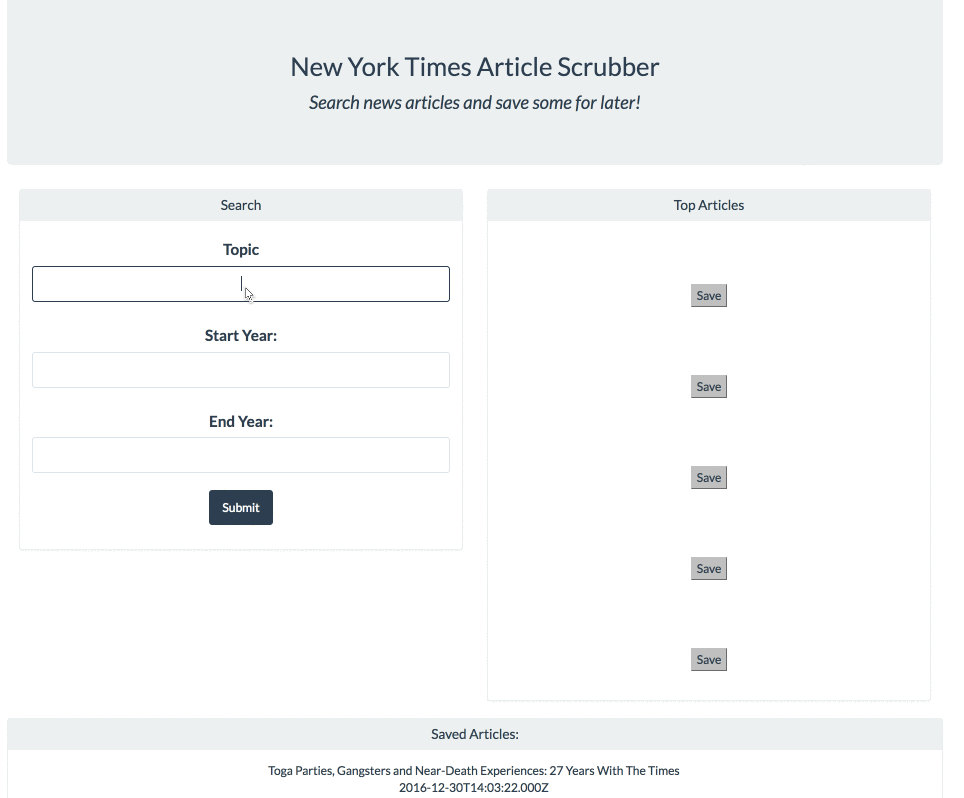 New York Times Article Scrubber
Search news articles and save some for later!
Search
Topic
Start Year:
End Year:
Submit
Top Articles
Save
Save
Save
Save
Save
Saved Articles:
Toga Parties, Gangsters and Near-Death Experiences: 27 Years With The Times
2016-12-30T14:03:22.000Z